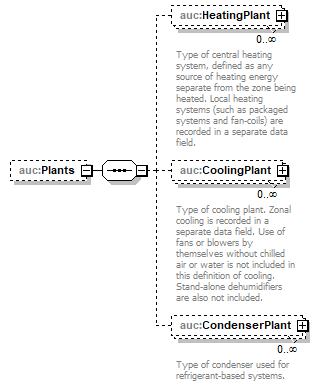 auc:HeatingPlant
0..∞
Type of central heating
system, defined as any
source of heating energy
separate from the zone being
heated. Local heating
systems (such as packaged
systems and fan-coils) are
recorded in a separate data
field.
auc:Plants
auc:CoolingPlant
0..∞
Type of cooling plant. Zonal
cooling is recorded in a
separate data field. Use of
fans or blowers by
themselves without chilled
air or water is not included in
this definition of cooling.
Stand-alone dehumidifiers
are also not included.
auc:CondenserPlant
0..∞
Type of condenser used for
refrigerant-based systems.